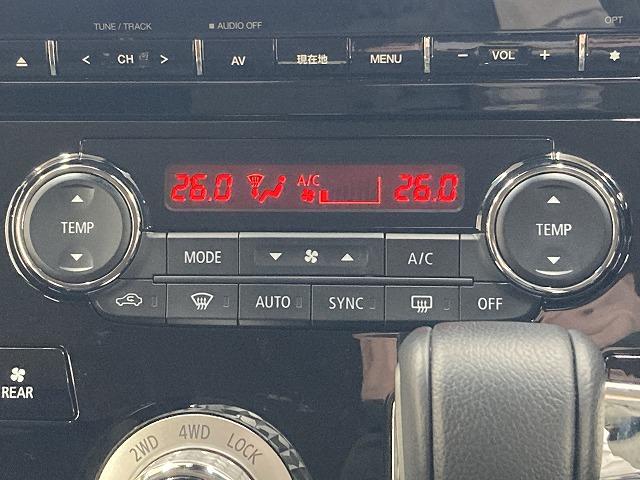 TUNE / TRACK
AUDIO OFF
OPT
CH
AV
現在地
MENU
VOL
26.0
A/C
26.0
TEMP
TEMP
MODE
A/C
AUTO
SYNC
OFF
REAR
2WD
4WD
LOCK